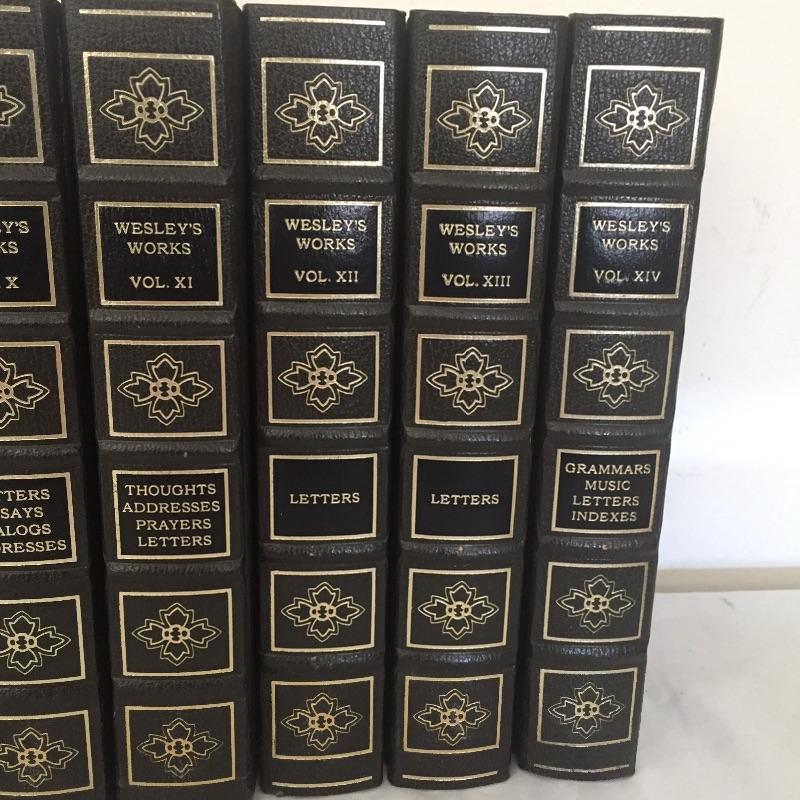 X
WESLEY'S
WORKS
VOL. XI
THOUGHTS
ADDRESSES
PRAYERS
LETTERS
WESLEY'S
WORKS
VOL. XII
LETTERS
WESLEY'S
WORKS
VOL. XIII
LETTERS
WESLEY'S
WORKS
VOL. XIV
GRAMMARS
MUSIC
LETTERS
INDEXES